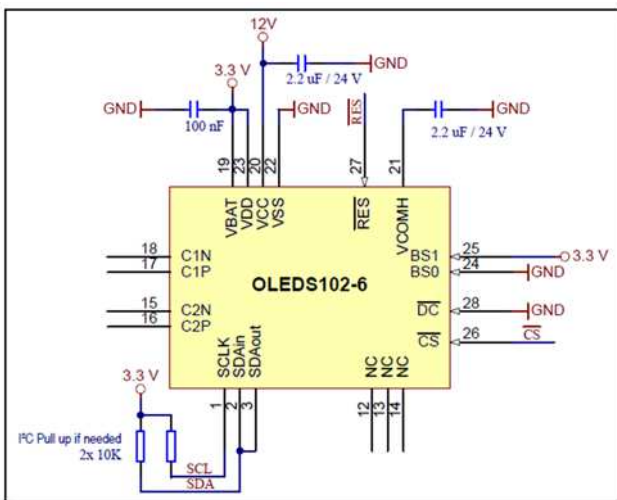 12V
3.3 V
GND
2.2 uF / 24 V
GND
100 nF
GND
RES
GND
2.2 uF / 24 V
19
23
20
22
27
21
VBAT
VDD
VCC
VSS
RES
VCOMH
18 C1N
17 C1P
15 C2N
16 C2P
OLEDS102-6
BS1 25 3.3 V
BS0 24 GND
DC 28 GND
CS 26 CS
SCLK
SDAin
SDAout
NC
NC
NC
1
2
3
12
13
14
3.3 V
I²C Pull up if needed
2x 10K
SCL
SDA